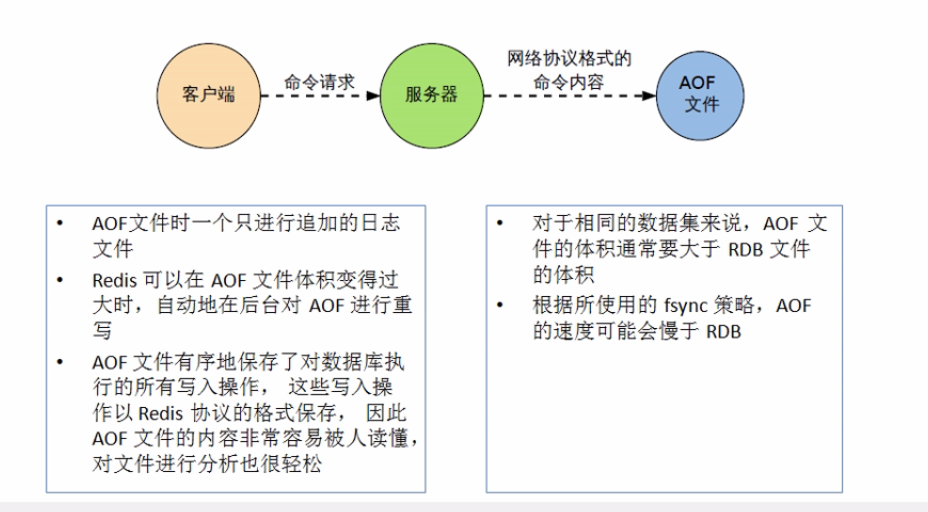 客户端
命令请求
服务器
网络协议格式的
命令内容
AOF
文件
• AOF文件时一个只进行追加的日志
文件
• Redis 可以在 AOF 文件体积变得过
大时，自动地在后台对 AOF 进行重
写
• AOF 文件有序地保存了对数据库执
行的所有写入操作， 这些写入操
作以 Redis 协议的格式保存， 因此
AOF 文件的内容非常容易被人读懂，
对文件进行分析也很轻松
• 对于相同的数据集来说，AOF 文
件的体积通常要大于 RDB 文件
的体积
• 根据所使用的 fsync 策略，AOF
的速度可能会慢于 RDB